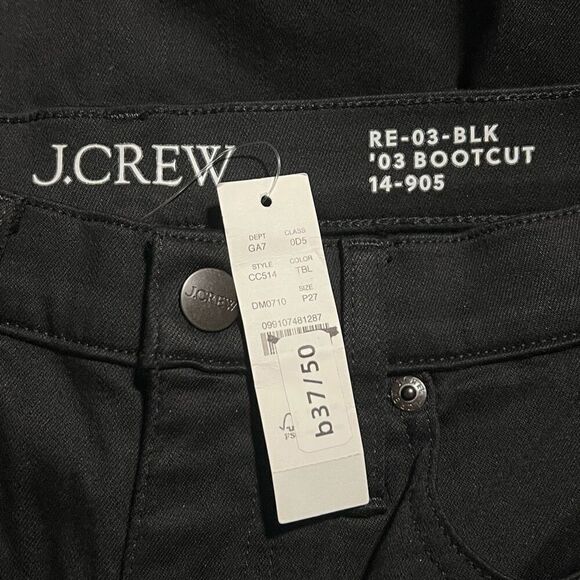 J.CREW
RE-03-BLK
'03 BOOTCUT
14-905
DEPT CLASS
GA7 0D5
STYLE COLOR
CC514 TBL
SIZE
DM0710 P27
099107481287
b37/50
FS
J.CREW